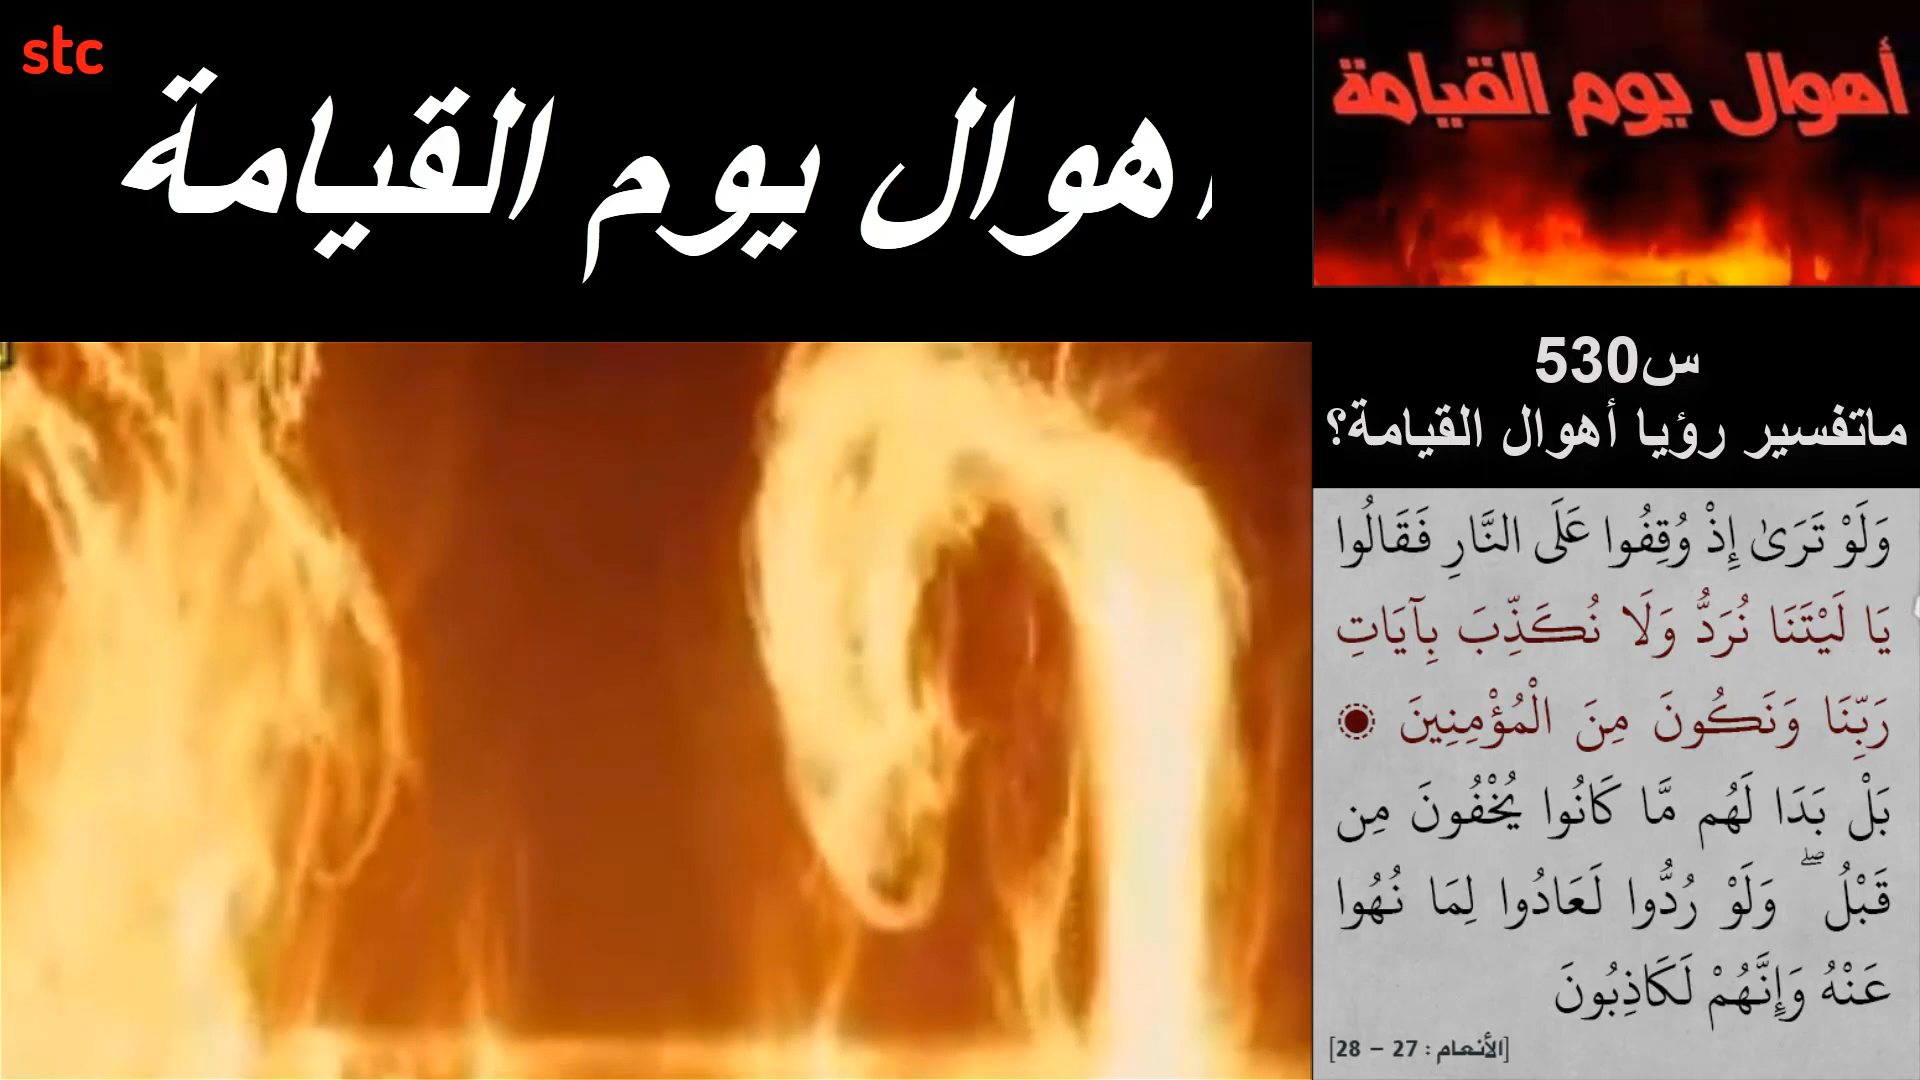 stc
اهوال يوم القيامة
أهوال يوم القيامة
س530
ماتفسير رؤيا أهوال القيامة؟
وَلَوْ تَرَىٰ إِذْ وُقِفُوا عَلَى النَّارِ فَقَالُوا
يَا لَيْتَنَا نُرَدُّ وَلَا نُكَذِّبَ بِآيَاتِ
رَبِّنَا وَنَكُونَ مِنَ الْمُؤْمِنِينَ
بَلْ بَدَا لَهُم مَّا كَانُوا يُخْفُونَ مِن
قَبْلُ ۖ وَلَوْ رُدُّوا لَعَادُوا لِمَا نُهُوا
عَنْهُ وَإِنَّهُمْ لَكَاذِبُونَ
[الأنعام : 27 - 28]